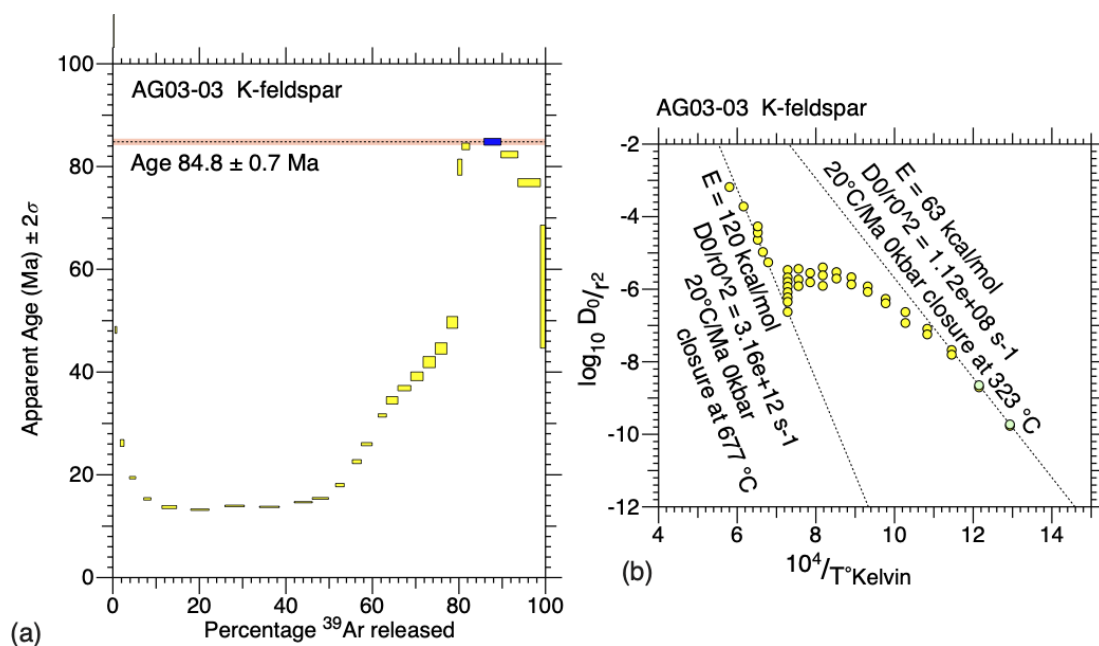 AG03-03 K-feldspar
Age 84.8 ± 0.7 Ma
Apparent Age (Ma) ± 2σ
100
80
60
40
20
0
0 20 40 60 80 100
Percentage ³⁹Ar released
(a)
AG03-03 K-feldspar
log₁₀ D₀/r²
-2
-4
-6
-8
-10
-12
E = 120 kcal/mol
D0/r0^2 = 3.16e+12 s-1
20°C/Ma 0kbar
closure at 677 °C
E = 63 kcal/mol
D0/r0^2 = 1.12e+08 s-1
20°C/Ma 0kbar closure at 323 °C
4 6 8 10 12 14
10⁴/T°Kelvin
(b)